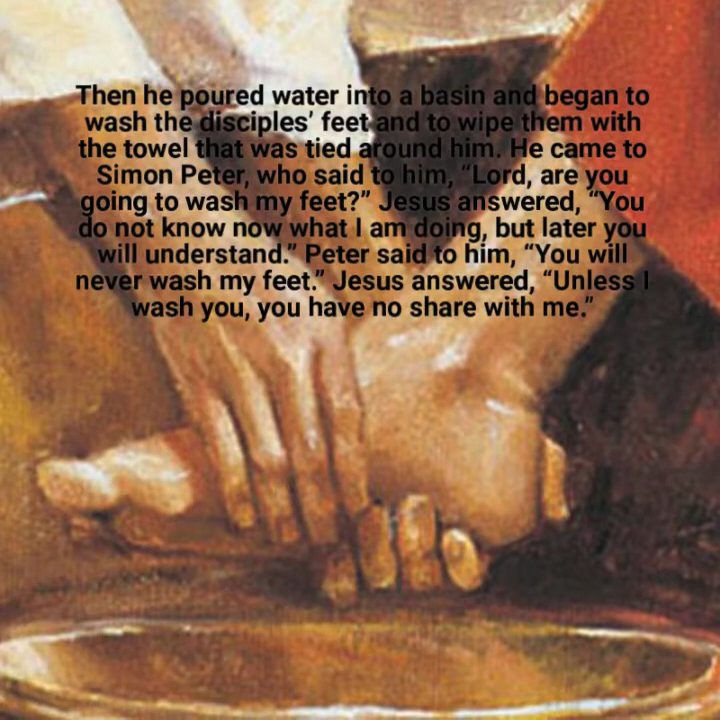 Then he poured water into a basin and began to
wash the disciples’ feet and to wipe them with
the towel that was tied around him. He came to
Simon Peter, who said to him, “Lord, are you
going to wash my feet?” Jesus answered, “You
do not know now what I am doing, but later you
will understand.” Peter said to him, “You will
never wash my feet.” Jesus answered, “Unless I
wash you, you have no share with me.”